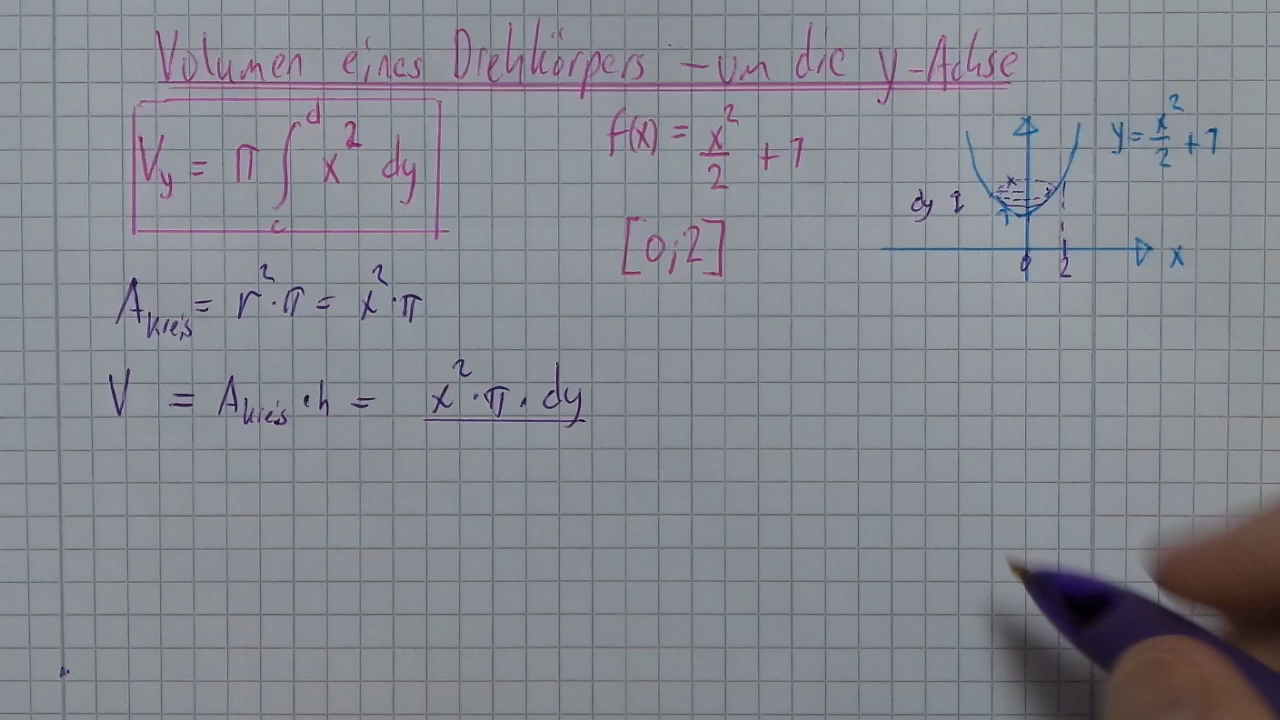 Volumen eines Drehkörpers - um die y-Achse
V_y = π ∫_c^d x² dy
f(x) = x²/2 + 1
[0;2]
y = x²/2 + 1
dy
x
1
0 2
x
A_Kreis = r²·π = x²·π
V = A_Kreis · h = x²·π·dy